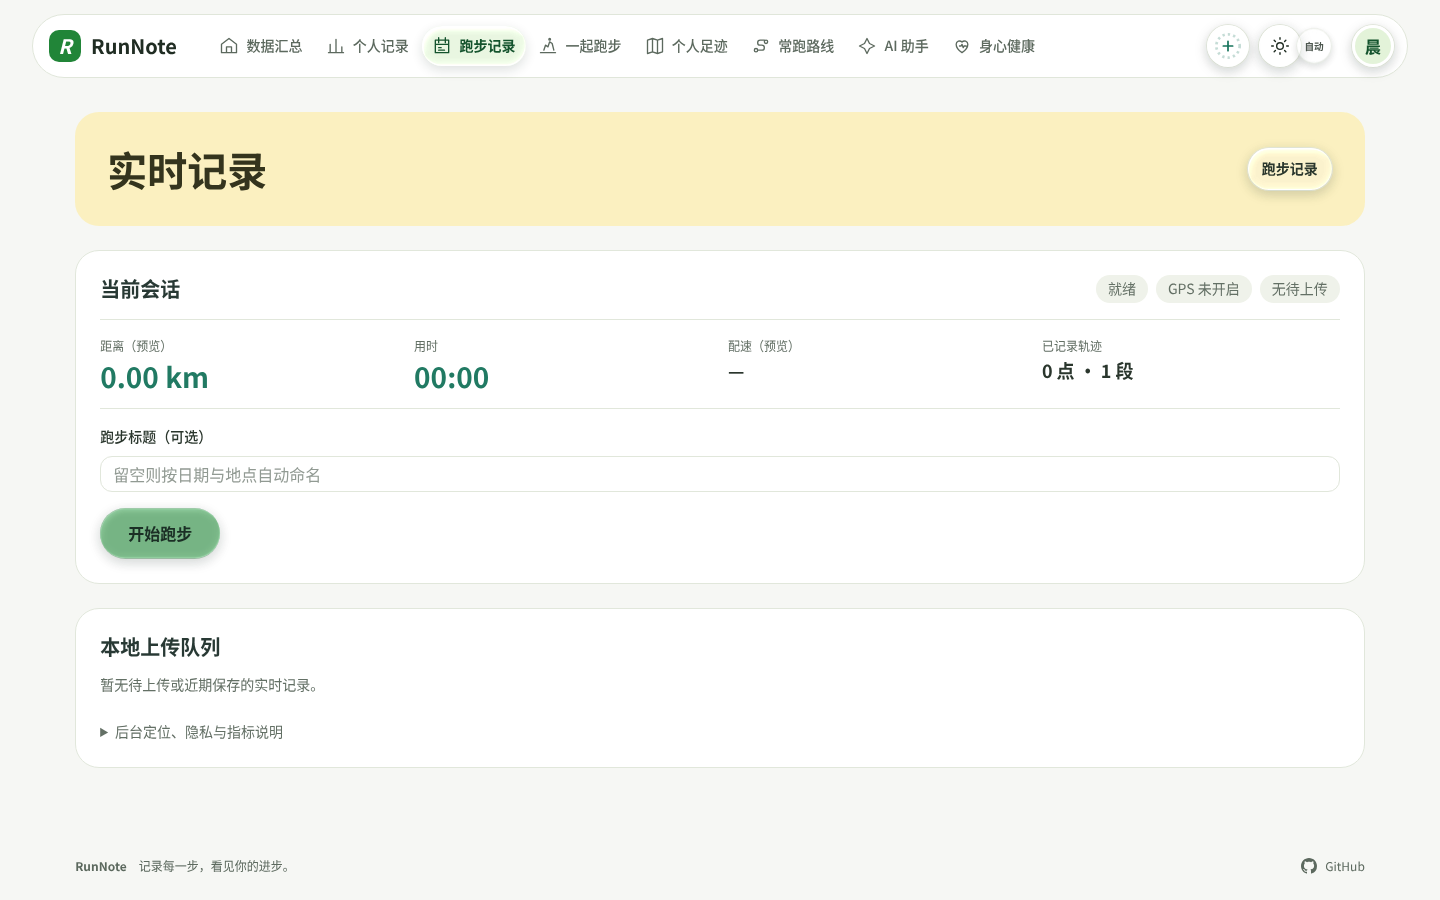 R RunNote 数据汇总 个人记录 跑步记录 一起跑步 个人足迹 常跑路线 AI 助手 身心健康 自动 晨
实时记录 跑步记录
当前会话 就绪 GPS 未开启 无待上传
距离（预览） 用时 配速（预览） 已记录轨迹
0.00 km 00:00 — 0 点 • 1 段
跑步标题（可选）
留空则按日期与地点自动命名
开始跑步
本地上传队列
暂无待上传或近期保存的实时记录。
▶ 后台定位、隐私与指标说明
RunNote 记录每一步，看见你的进步。 GitHub